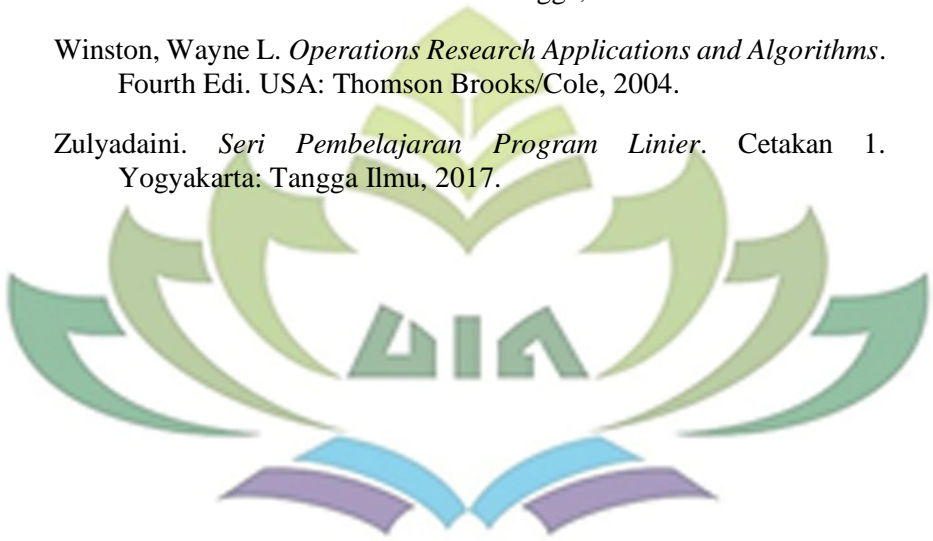 Winston, Wayne L. Operations Research Applications and Algorithms.
Fourth Edi. USA: Thomson Brooks/Cole, 2004.
Zulyadaini. Seri Pembelajaran Program Linier. Cetakan 1.
Yogyakarta: Tangga Ilmu, 2017.
UIN